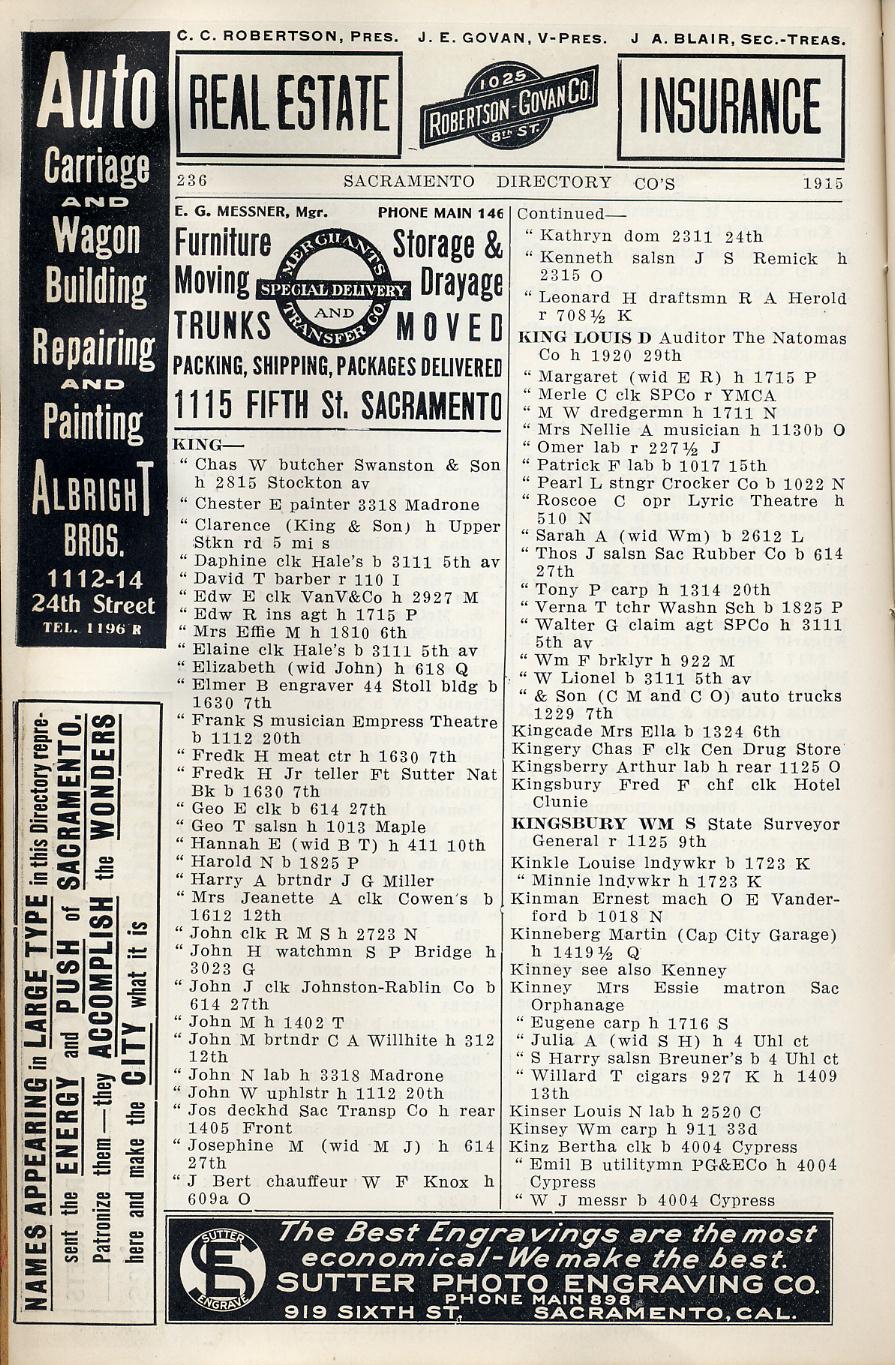 C. C. ROBERTSON, PRES. J. E. GOVAN, V-PRES. J A. BLAIR, SEC.-TREAS.
REAL ESTATE
1025
ROBERTSON-GOVAN CO.
8TH ST.
INSURANCE
236 SACRAMENTO DIRECTORY CO'S 1915
Auto
Carriage
AND
Wagon
Building
Repairing
AND
Painting
ALBRIGHT
BROS.
1112-14
24th Street
TEL. 1196 R
NAMES APPEARING in LARGE TYPE in this Directory repre-
sent the ENERGY and PUSH of SACRAMENTO.
Patronize them — they ACCOMPLISH the WONDERS
here and make the CITY what it is
E. G. MESSNER, Mgr. PHONE MAIN 146
Furniture Storage &
Moving Drayage
MERCHANTS
SPECIAL DELIVERY
AND
TRANSFER CO.
TRUNKS MOVED
PACKING, SHIPPING, PACKAGES DELIVERED
1115 FIFTH St. SACRAMENTO
KING—
“ Chas W butcher Swanston & Son
h 2815 Stockton av
“ Chester E painter 3318 Madrone
“ Clarence (King & Son) h Upper
Stkn rd 5 mi s
“ Daphine clk Hale's b 3111 5th av
“ David T barber r 110 I
“ Edw E clk VanV&Co h 2927 M
“ Edw R ins agt h 1715 P
“ Mrs Effie M h 1810 6th
“ Elaine clk Hale's b 3111 5th av
“ Elizabeth (wid John) h 618 Q
“ Elmer B engraver 44 Stoll bldg b
1630 7th
“ Frank S musician Empress Theatre
b 1112 20th
“ Fredk H meat ctr h 1630 7th
“ Fredk H Jr teller Ft Sutter Nat
Bk b 1630 7th
“ Geo E clk b 614 27th
“ Geo T salsn h 1013 Maple
“ Hannah E (wid B T) h 411 10th
“ Harold N b 1825 P
“ Harry A brtndr J G Miller
“ Mrs Jeanette A clk Cowen's b
1612 12th
“ John clk R M S h 2723 N
“ John H watchmn S P Bridge h
3023 G
“ John J clk Johnston-Rablin Co b
614 27th
“ John M h 1402 T
“ John M brtndr C A Willhite h 312
12th
“ John N lab h 3318 Madrone
“ John W uphlstr h 1112 20th
“ Jos deckhd Sac Transp Co h rear
1405 Front
“ Josephine M (wid M J) h 614
27th
“ J Bert chauffeur W F Knox h
609a O
Continued—
“ Kathryn dom 2311 24th
“ Kenneth salsn J S Remick h
2315 O
“ Leonard H draftsmn R A Herold
r 708½ K
KING LOUIS D Auditor The Natomas
Co h 1920 29th
“ Margaret (wid E R) h 1715 P
“ Merle C clk SPCo r YMCA
“ M W dredgermn h 1711 N
“ Mrs Nellie A musician h 1130b O
“ Omer lab r 227½ J
“ Patrick F lab b 1017 15th
“ Pearl L stngr Crocker Co b 1022 N
“ Roscoe C opr Lyric Theatre h
510 N
“ Sarah A (wid Wm) b 2612 L
“ Thos J salsn Sac Rubber Co b 614
27th
“ Tony P carp h 1314 20th
“ Verna T tchr Washn Sch b 1825 P
“ Walter G claim agt SPCo h 3111
5th av
“ Wm F brklyr h 922 M
“ W Lionel b 3111 5th av
“ & Son (C M and C O) auto trucks
1229 7th
Kingcade Mrs Ella b 1324 6th
Kingery Chas F clk Cen Drug Store
Kingsberry Arthur lab h rear 1125 O
Kingsbury Fred F chf clk Hotel
Clunie
KINGSBURY WM S State Surveyor
General r 1125 9th
Kinkle Louise lndywkr b 1723 K
“ Minnie lndywkr h 1723 K
Kinman Ernest mach O E Vander-
ford b 1018 N
Kinneberg Martin (Cap City Garage)
h 1419½ Q
Kinney see also Kenney
Kinney Mrs Essie matron Sac
Orphanage
“ Eugene carp h 1716 S
“ Julia A (wid S H) h 4 Uhl ct
“ S Harry salsn Breuner's b 4 Uhl ct
“ Willard T cigars 927 K h 1409
13th
Kinser Louis N lab h 2520 C
Kinsey Wm carp h 911 33d
Kinz Bertha clk b 4004 Cypress
“ Emil B utilitymn PG&ECo h 4004
Cypress
“ W J messr b 4004 Cypress
SUTTER
SE
ENGRAVE
The Best Engravings are the most
economical-We make the best.
SUTTER PHOTO ENGRAVING CO.
PHONE MAIN 898
919 SIXTH ST, SACRAMENTO, CAL.